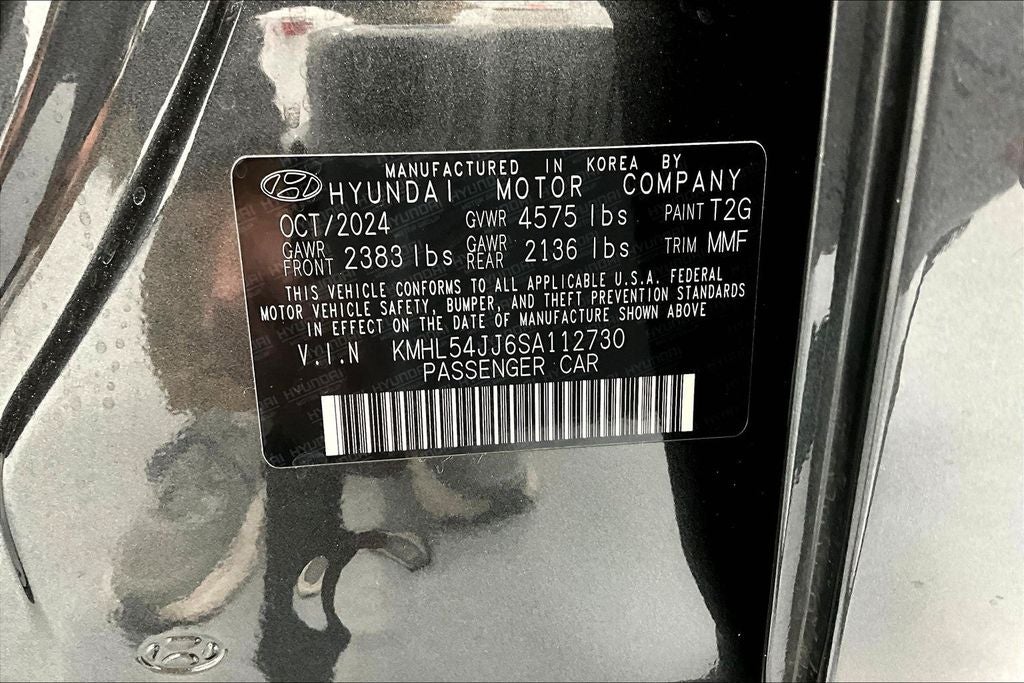 MANUFACTURED IN KOREA BY
HYUNDAI MOTOR COMPANY
OCT/2024 GVWR 4575 lbs PAINT T2G
GAWR FRONT 2383 lbs GAWR REAR 2136 lbs TRIM MMF
THIS VEHICLE CONFORMS TO ALL APPLICABLE U.S.A. FEDERAL
MOTOR VEHICLE SAFETY, BUMPER, AND THEFT PREVENTION STANDARDS
IN EFFECT ON THE DATE OF MANUFACTURE SHOWN ABOVE
V.I.N KMHL54JJ6SA112730
PASSENGER CAR